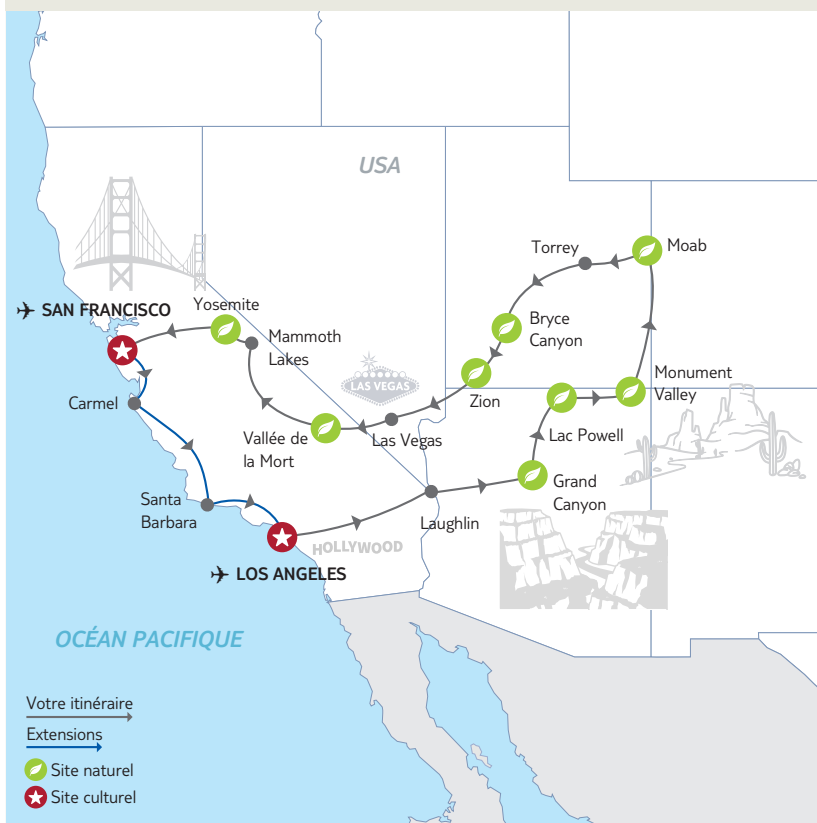 USA
Torrey
Moab
SAN FRANCISCO
Yosemite
Mammoth
Lakes
Bryce
Canyon
LAS VEGAS
Zion
Monument
Valley
Carmel
Vallée de
la Mort
Las Vegas
Lac Powell
Grand
Canyon
Santa
Barbara
Laughlin
HOLLYWOOD
LOS ANGELES
OCÉAN PACIFIQUE
Votre itinéraire
Extensions
Site naturel
Site culturel